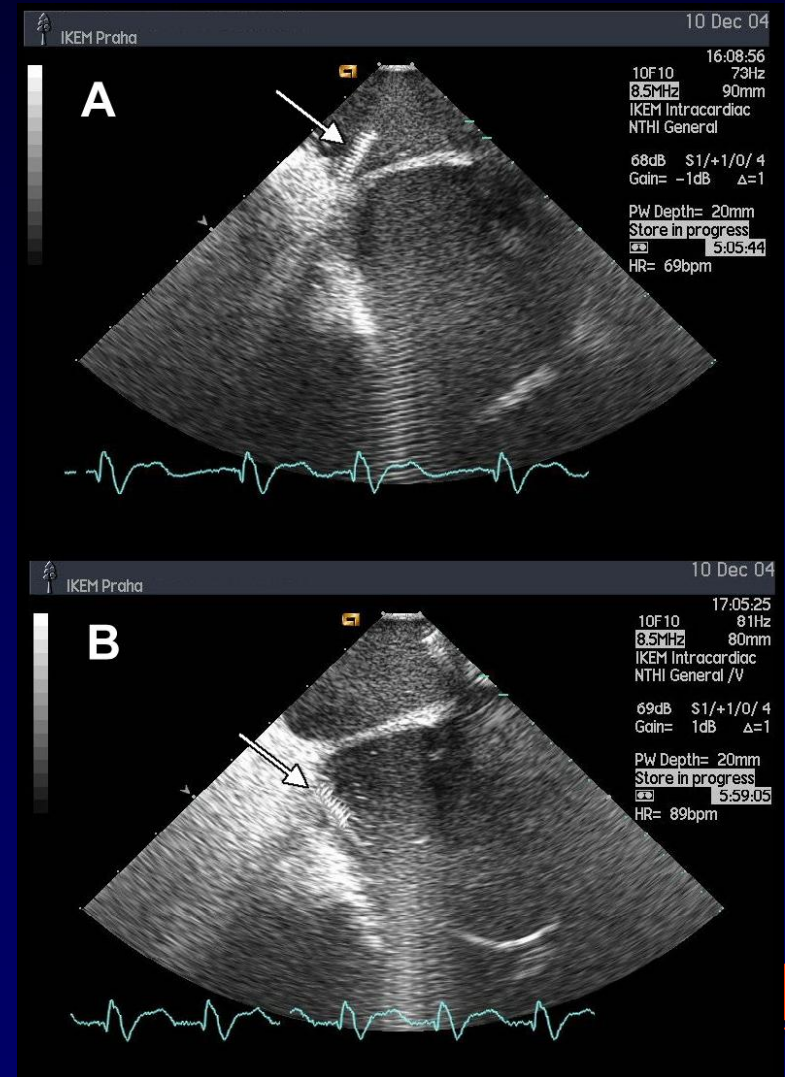 IKEM Praha
10 Dec 04
A
16:08:56
10F10 73Hz
8.5MHz 90mm
IKEM Intracardiac
NTHI General
68dB S1/+1/0/ 4
Gain= -1dB Δ=1
PW Depth= 20mm
Store in progress
5:05:44
HR= 69bpm
IKEM Praha
10 Dec 04
B
17:05:25
10F10 81Hz
8.5MHz 80mm
IKEM Intracardiac
NTHI General /V
69dB S1/+1/0/ 4
Gain= 1dB Δ=1
PW Depth= 20mm
Store in progress
5:59:05
HR= 89bpm